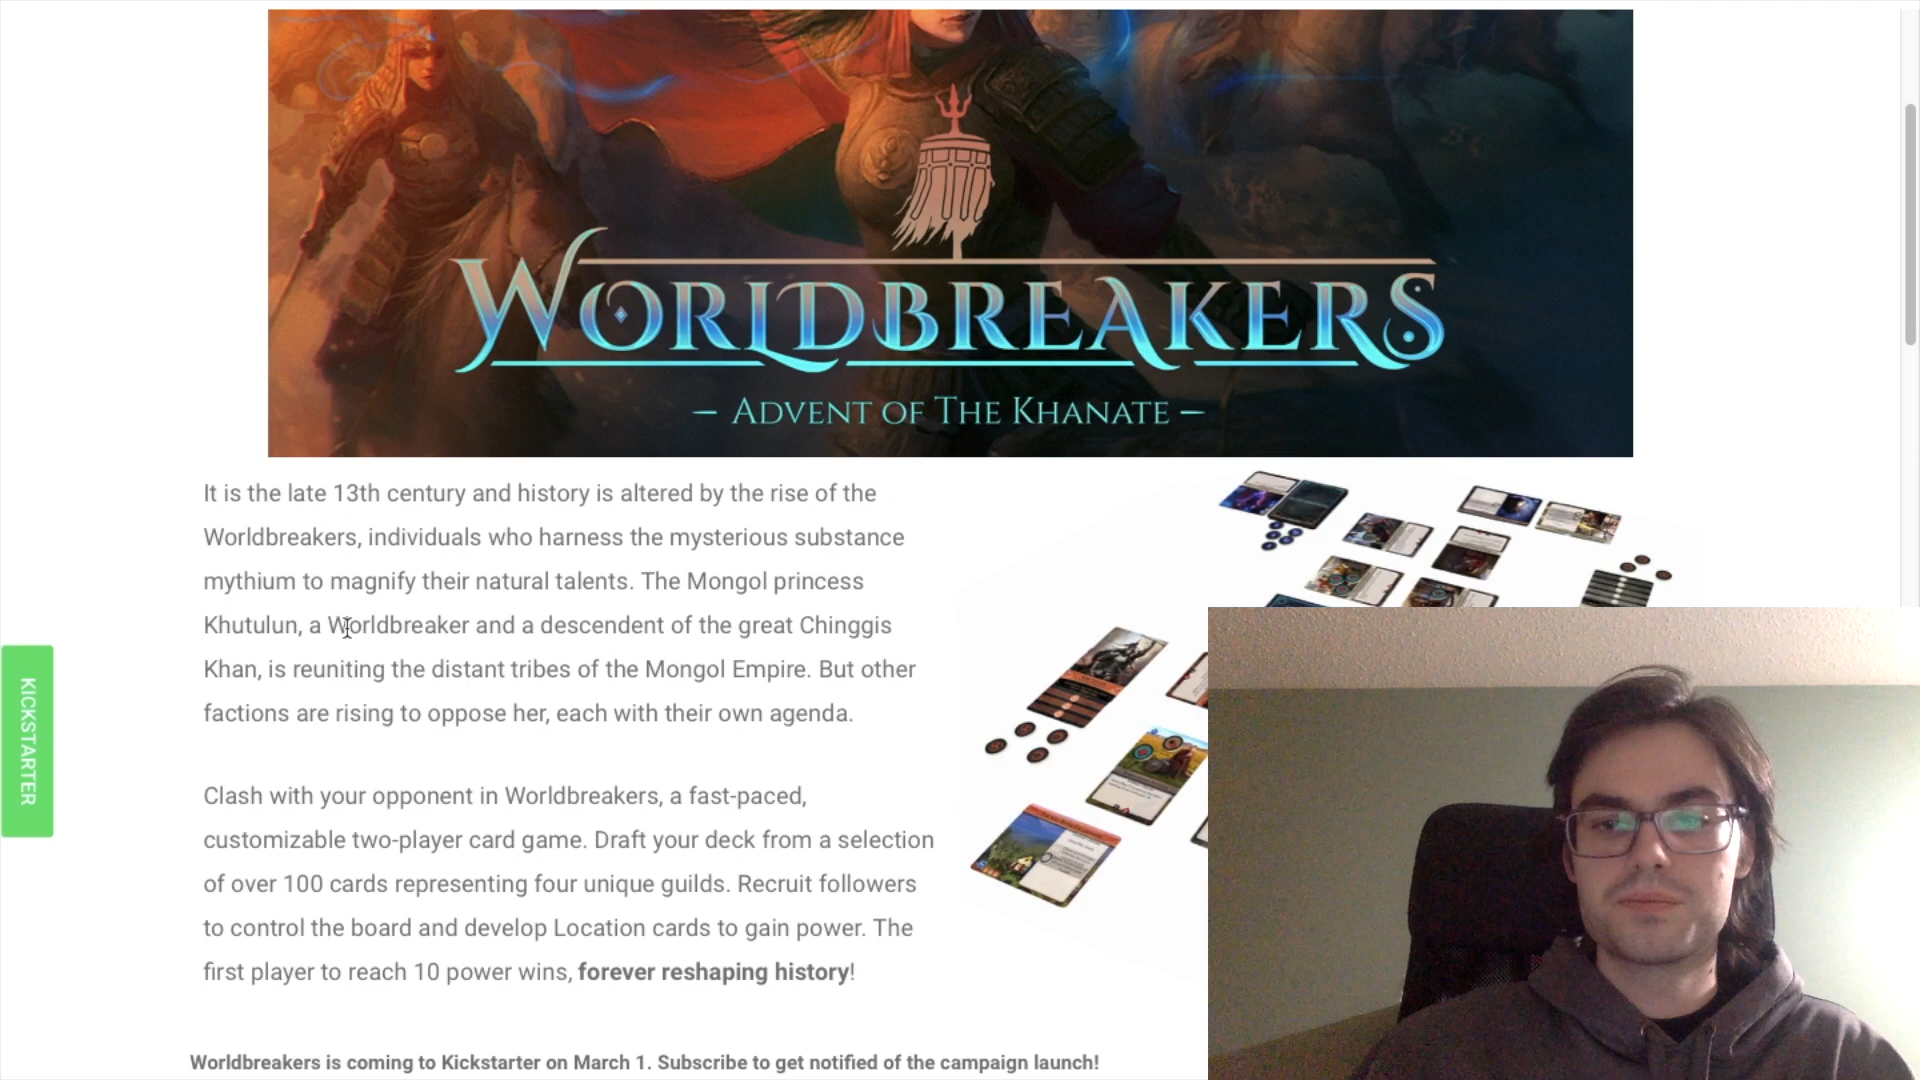 WORLDBREAKERS
– ADVENT OF THE KHANATE –
It is the late 13th century and history is altered by the rise of the
Worldbreakers, individuals who harness the mysterious substance
mythium to magnify their natural talents. The Mongol princess
Khutulun, a Worldbreaker and a descendent of the great Chinggis
Khan, is reuniting the distant tribes of the Mongol Empire. But other
factions are rising to oppose her, each with their own agenda.
Clash with your opponent in Worldbreakers, a fast-paced,
customizable two-player card game. Draft your deck from a selection
of over 100 cards representing four unique guilds. Recruit followers
to control the board and develop Location cards to gain power. The
first player to reach 10 power wins, forever reshaping history!
Worldbreakers is coming to Kickstarter on March 1. Subscribe to get notified of the campaign launch!
KICKSTARTER